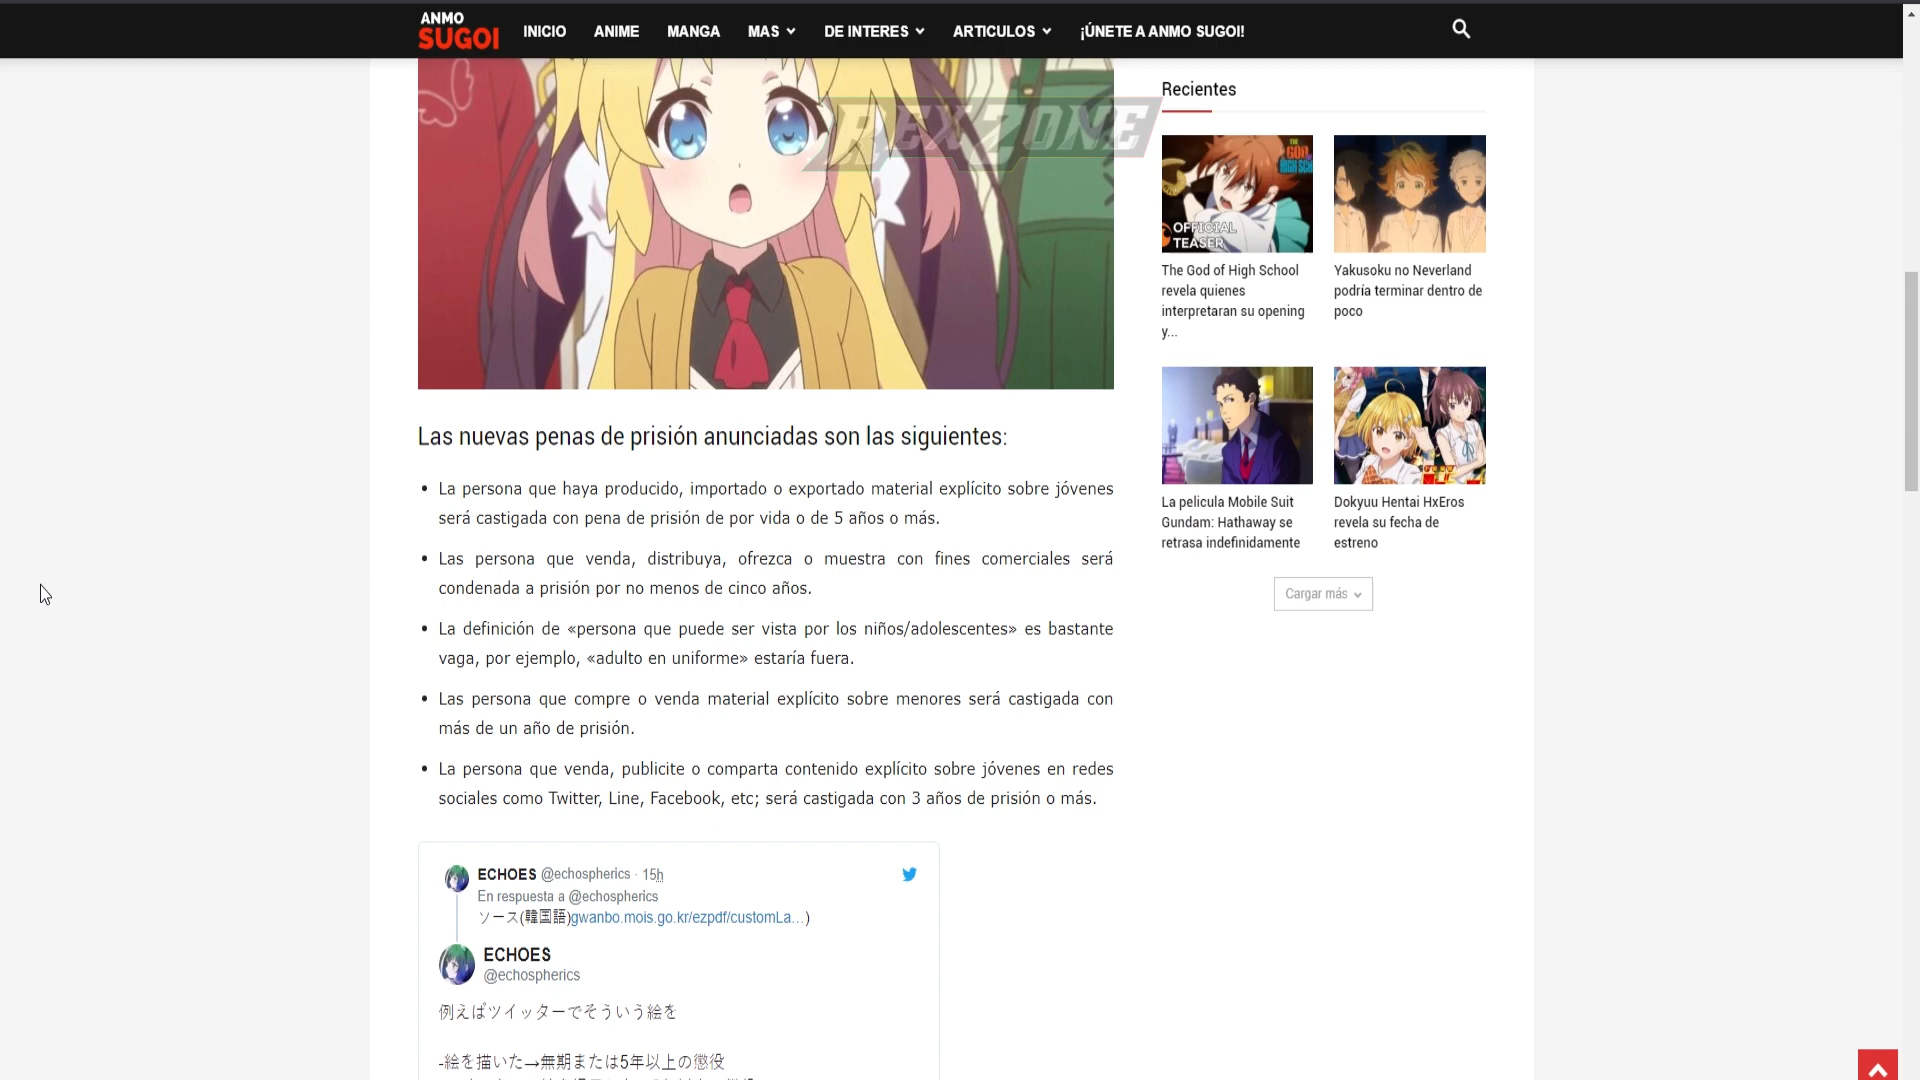 ANMO
SUGOI
INICIO
ANIME
MANGA
MAS
DE INTERES
ARTICULOS
¡ÚNETE A ANMO SUGOI!
REXZONE
Las nuevas penas de prisión anunciadas son las siguientes:
• La persona que haya producido, importado o exportado material explícito sobre jóvenes
será castigada con pena de prisión de por vida o de 5 años o más.
• Las persona que venda, distribuya, ofrezca o muestra con fines comerciales será
condenada a prisión por no menos de cinco años.
• La definición de «persona que puede ser vista por los niños/adolescentes» es bastante
vaga, por ejemplo, «adulto en uniforme» estaría fuera.
• Las persona que compre o venda material explícito sobre menores será castigada con
más de un año de prisión.
• La persona que venda, publicite o comparta contenido explícito sobre jóvenes en redes
sociales como Twitter, Line, Facebook, etc; será castigada con 3 años de prisión o más.
ECHOES @echospherics · 15h
En respuesta a @echospherics
ソース(韓国語)gwanbo.mois.go.kr/ezpdf/customLa…)
ECHOES
@echospherics
例えばツイッターでそういう絵を
-絵を描いた→無期または5年以上の懲役
Recientes
THE GOD OF HIGH SCH
OFFICIAL
TEASER
The God of High School
revela quienes
interpretaran su opening
y...
Yakusoku no Neverland
podría terminar dentro de
poco
La pelicula Mobile Suit
Gundam: Hathaway se
retrasa indefinidamente
Dokyuu Hentai HxEros
revela su fecha de
estreno
Cargar más